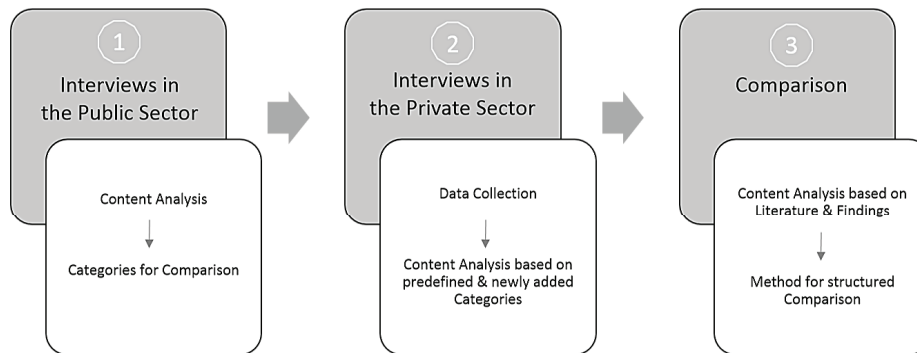 1
Interviews in
the Public Sector
Content Analysis
Categories for Comparison
2
Interviews in
the Private Sector
Data Collection
Content Analysis based on
predefined & newly added
Categories
3
Comparison
Content Analysis based on
Literature & Findings
Method for structured
Comparison